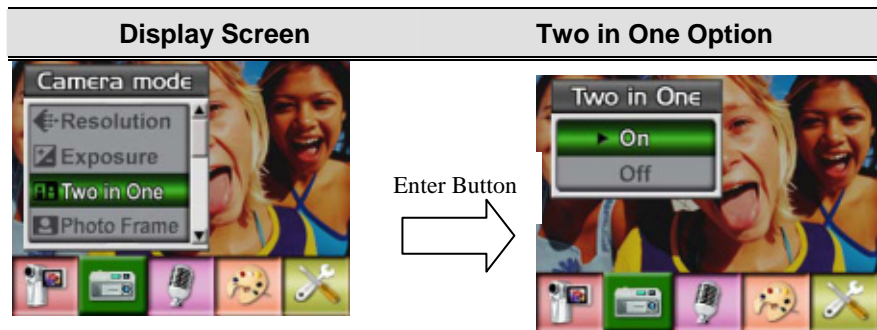 Display Screen
Two in One Option
Camera mode
Resolution
Exposure
Two in One
Photo Frame
Enter Button
Two in One
On
Off